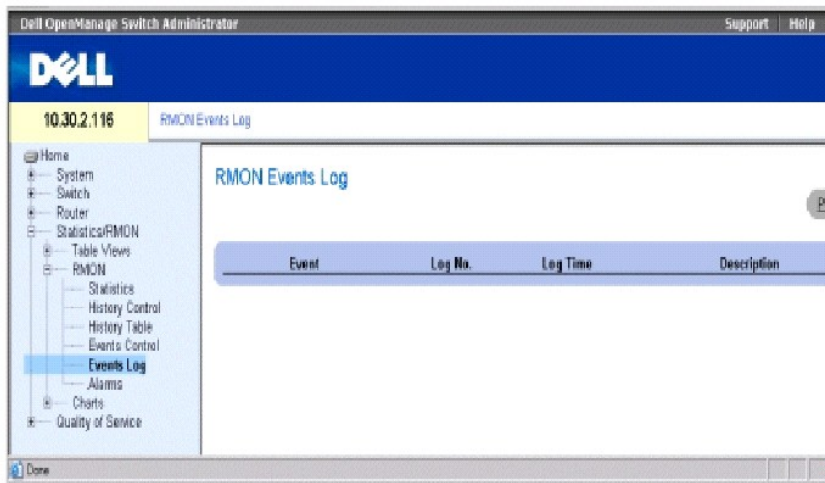 Dell OpenManage Switch Administrator Support Help
DELL
10.30.2.116 RMON Events Log
Home
System
Switch
Router
Statistics/RMON
Table Views
RMON
Statistics
History Control
History Table
Events Control
Events Log
Alarms
Charts
Quality of Service
RMON Events Log
Event Log No. Log Time Description
Done